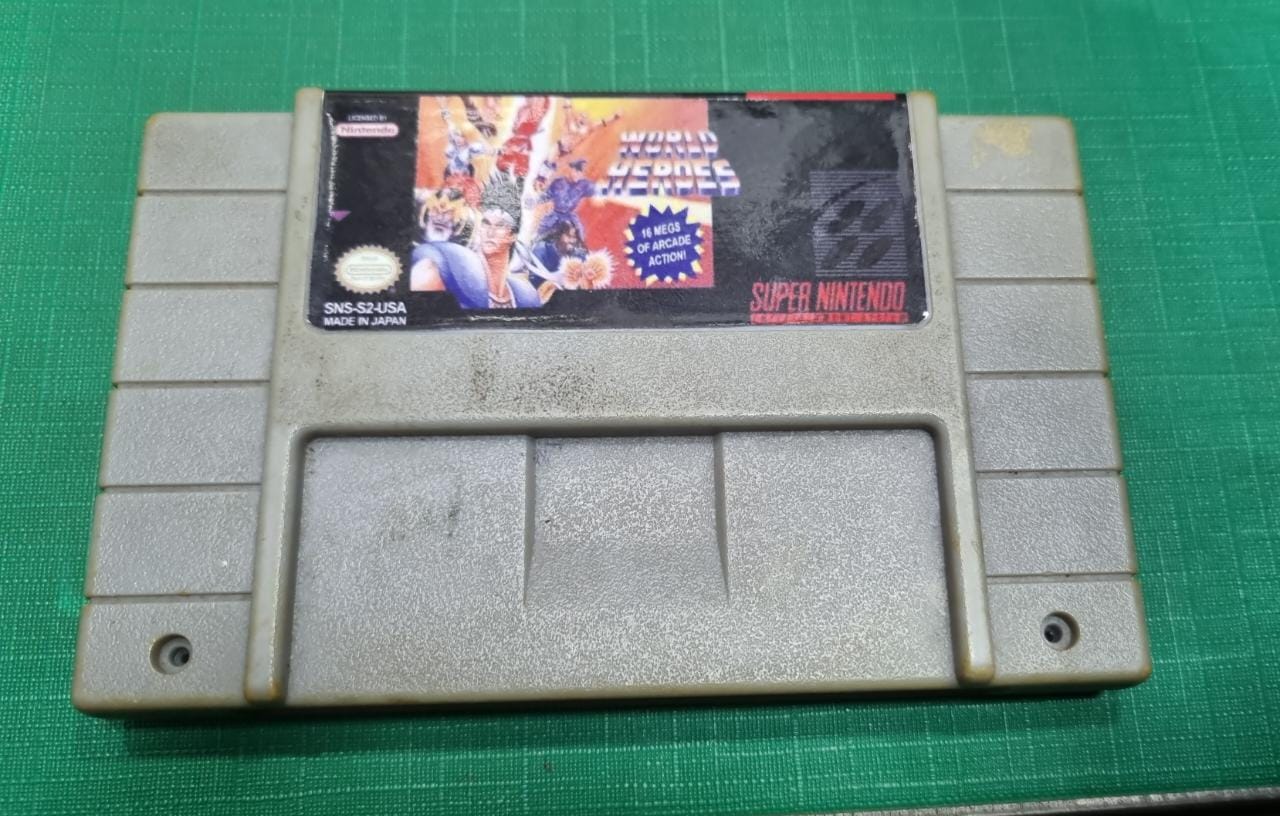 LICENSED BY
Nintendo
WORLD
HEROES
16 MEGS
OF ARCADE
ACTION!
SNS-S2-USA
MADE IN JAPAN
SUPER NINTENDO